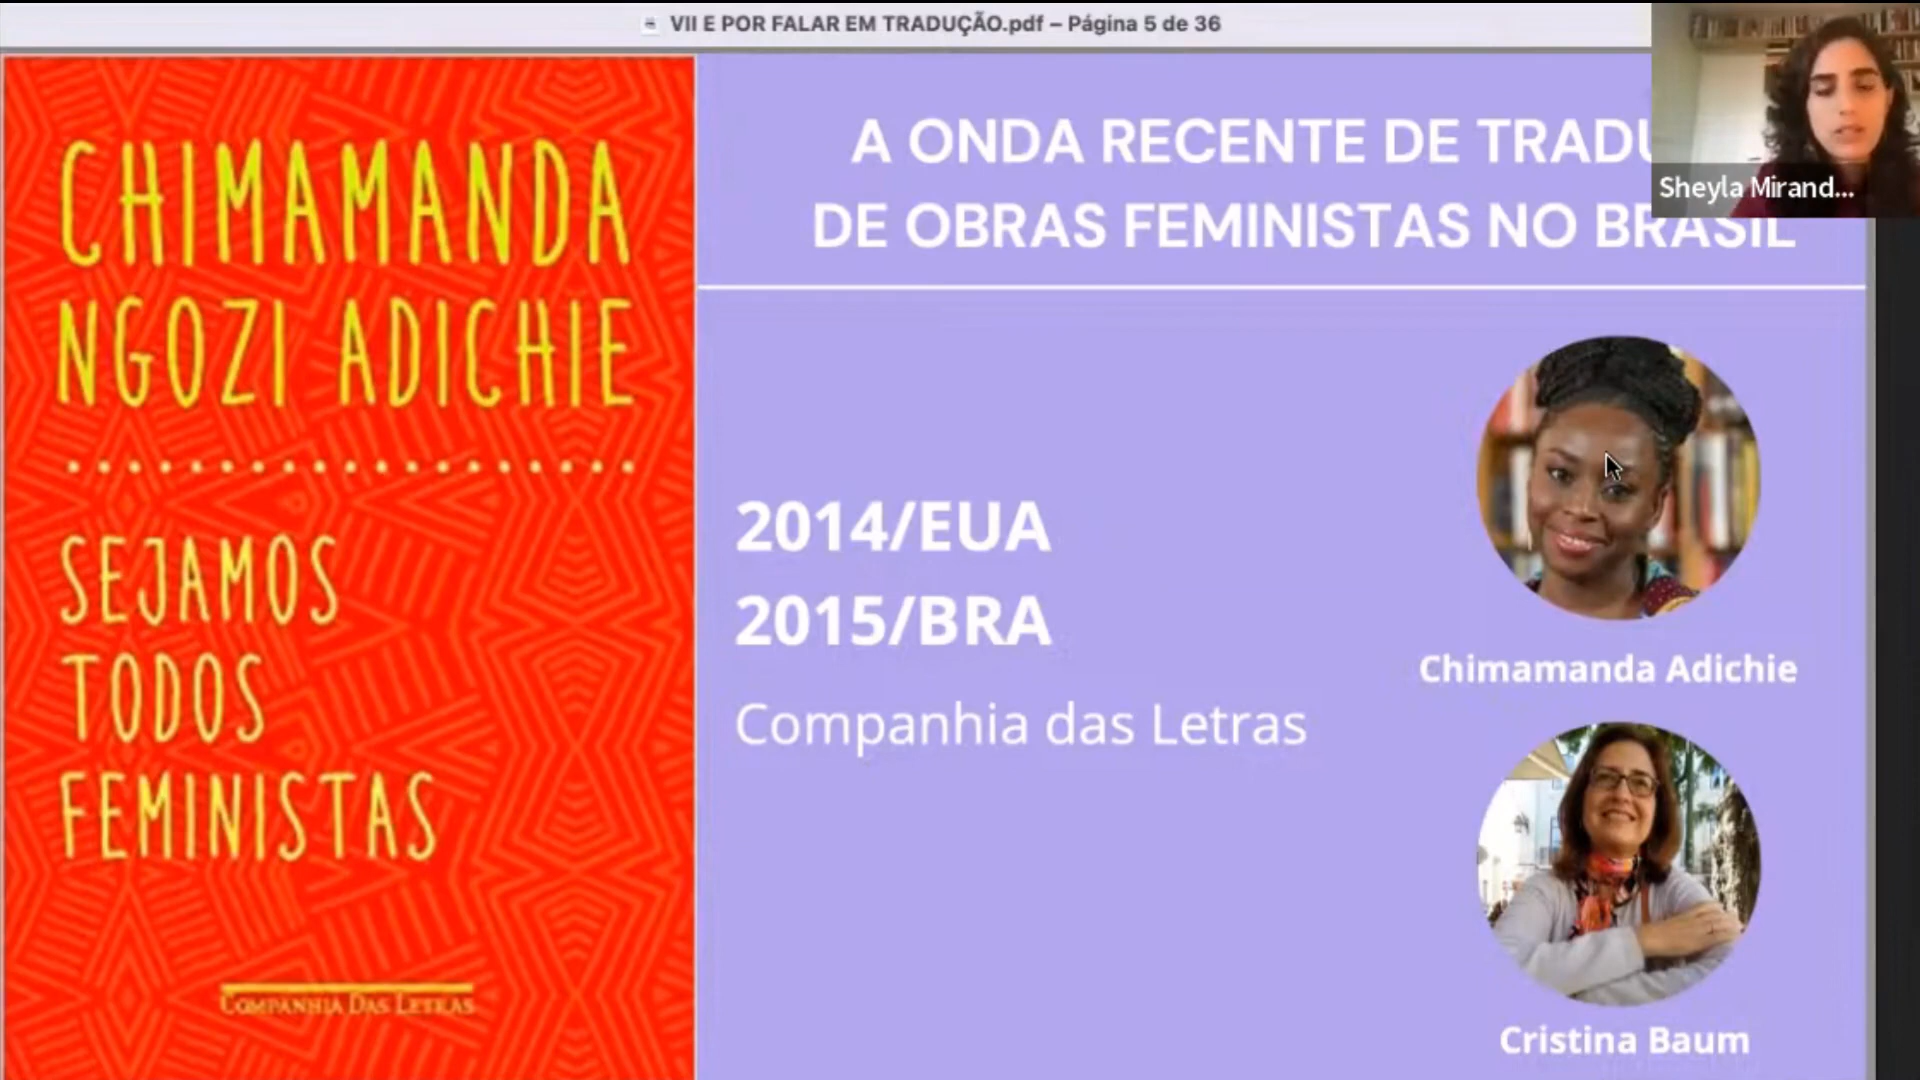 VII E POR FALAR EM TRADUÇÃO.pdf – Página 5 de 36
CHIMAMANDA
NGOZI ADICHIE
SEJAMOS
TODOS
FEMINISTAS
COMPANHIA DAS LETRAS
A ONDA RECENTE DE
DE OBRAS FEMINISTAS NO BRASIL
Sheyla Mirand...
2014/EUA
2015/BRA
Companhia das Letras
Chimamanda Adichie
Cristina Baum